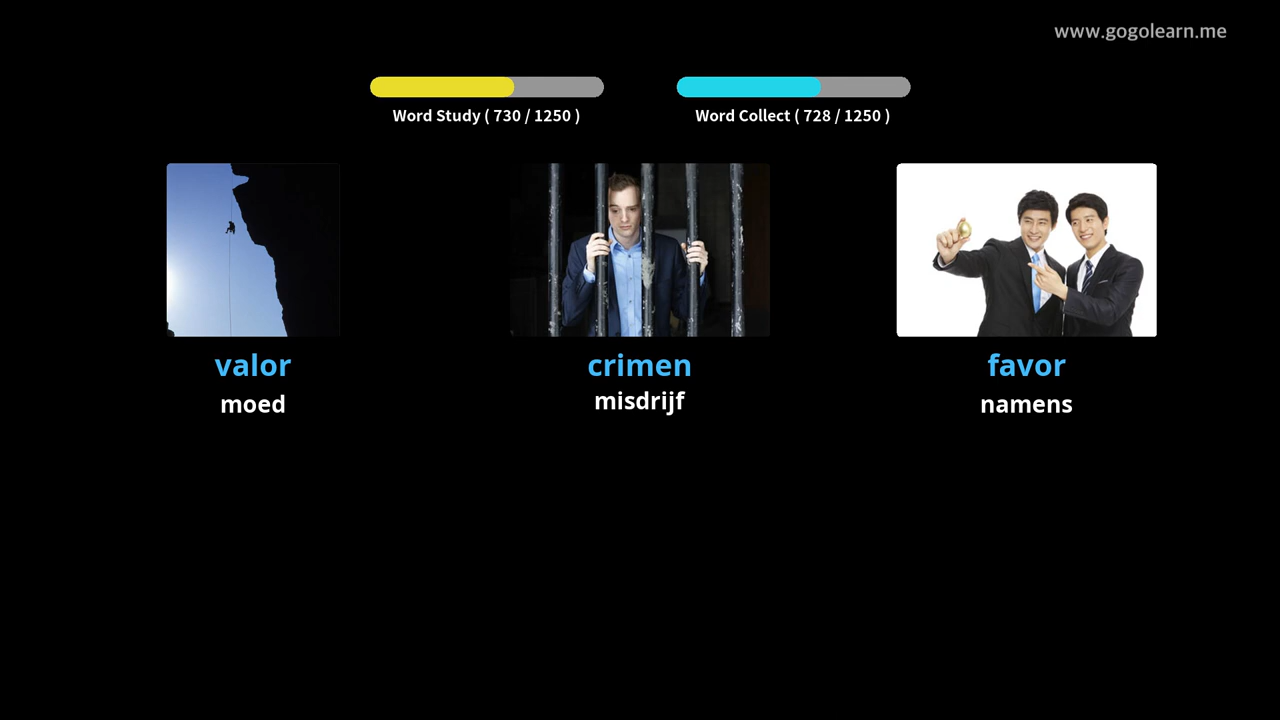 www.gogolearn.me
Word Study ( 730 / 1250 )
Word Collect ( 728 / 1250 )
valor
moed
crimen
misdrijf
favor
namens